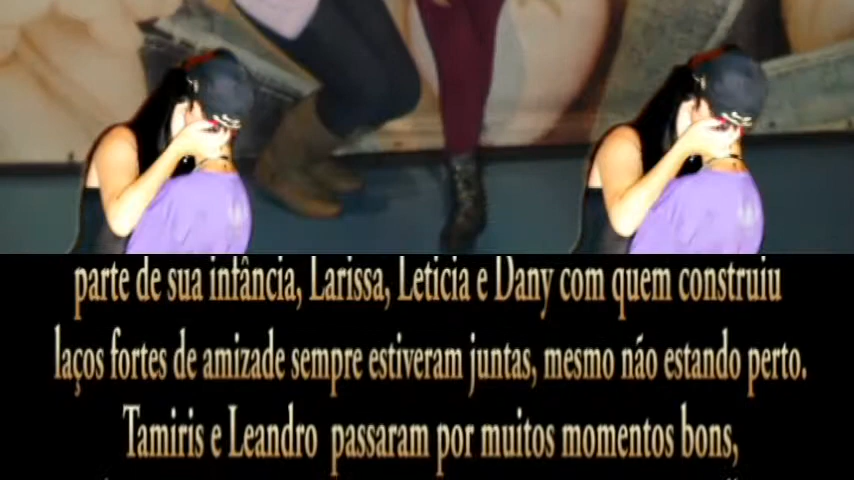 parte de sua infância, Larissa, Leticia e Dany com quem construiu
laços fortes de amizade sempre estiveram juntas, mesmo não estando perto.
Tamiris e Leandro passaram por muitos momentos bons,